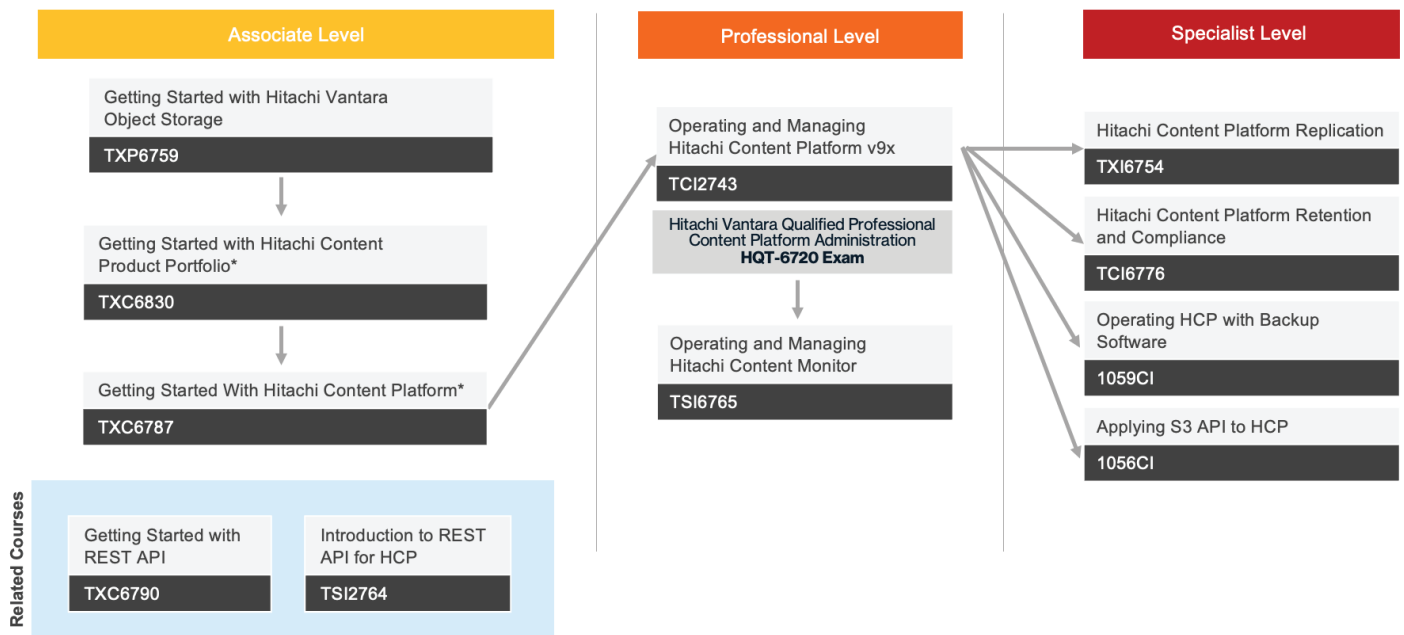 Associate Level
Getting Started with Hitachi Vantara
Object Storage
TXP6759
Getting Started with Hitachi Content
Product Portfolio*
TXC6830
Getting Started With Hitachi Content Platform*
TXC6787
Related Courses
Getting Started with
REST API
TXC6790
Introduction to REST
API for HCP
TSI2764
Professional Level
Operating and Managing
Hitachi Content Platform v9x
TCI2743
Hitachi Vantara Qualified Professional
Content Platform Administration
HQT-6720 Exam
Operating and Managing
Hitachi Content Monitor
TSI6765
Specialist Level
Hitachi Content Platform Replication
TXI6754
Hitachi Content Platform Retention
and Compliance
TCI6776
Operating HCP with Backup
Software
1059CI
Applying S3 API to HCP
1056CI